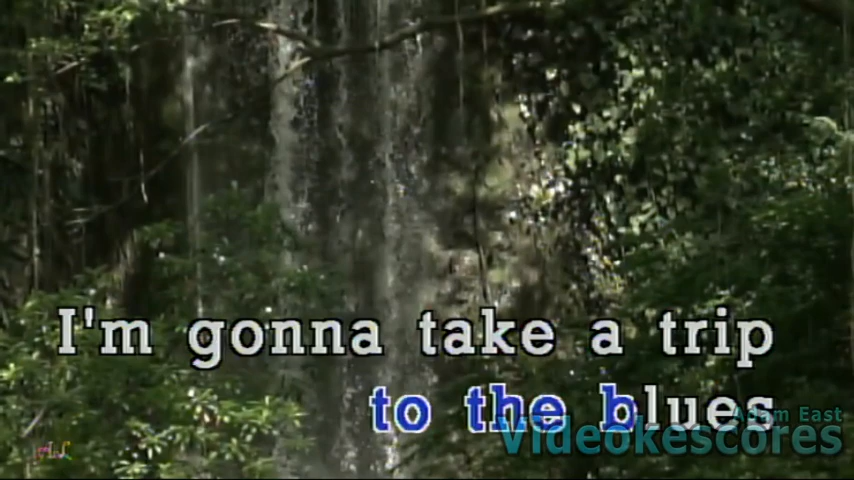 I'm gonna take a trip
to the blues
Adam East
Videokescores